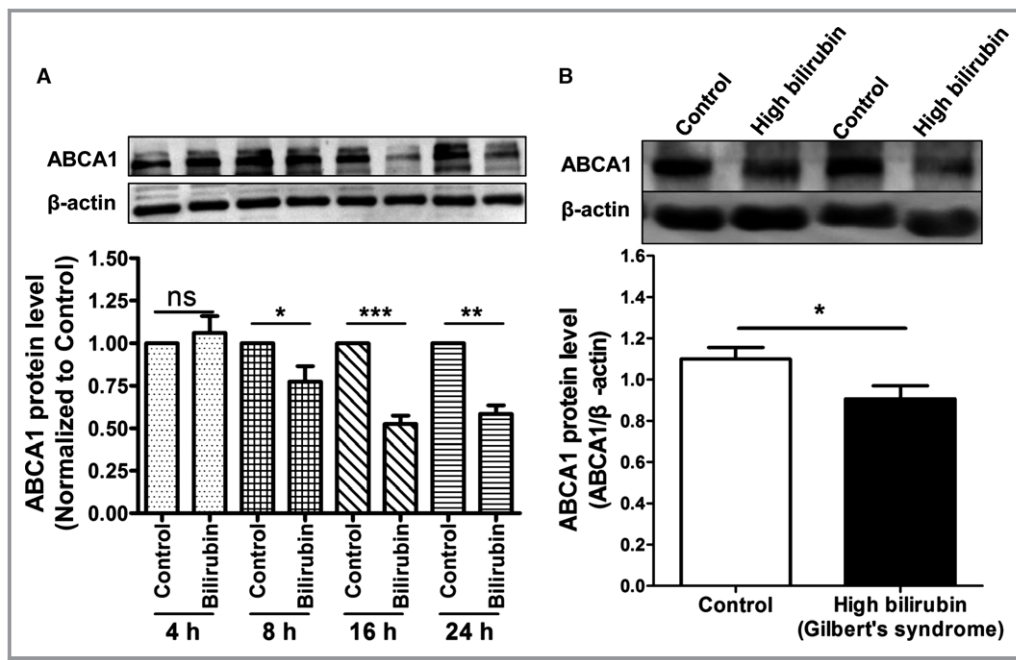 A
ABCA1
β-actin
ABCA1 protein level
(Normalized to Control)
1.50
1.25
1.00
0.75
0.50
0.25
0.00
ns
*
***
**
Control
Bilirubin
Control
Bilirubin
Control
Bilirubin
Control
Bilirubin
4 h
8 h
16 h
24 h
B
Control
High bilirubin
Control
High bilirubin
ABCA1
β-actin
ABCA1 protein level
(ABCA1/β -actin)
1.6
1.4
1.2
1.0
0.8
0.6
0.4
0.2
0.0
*
Control
High bilirubin
(Gilbert's syndrome)